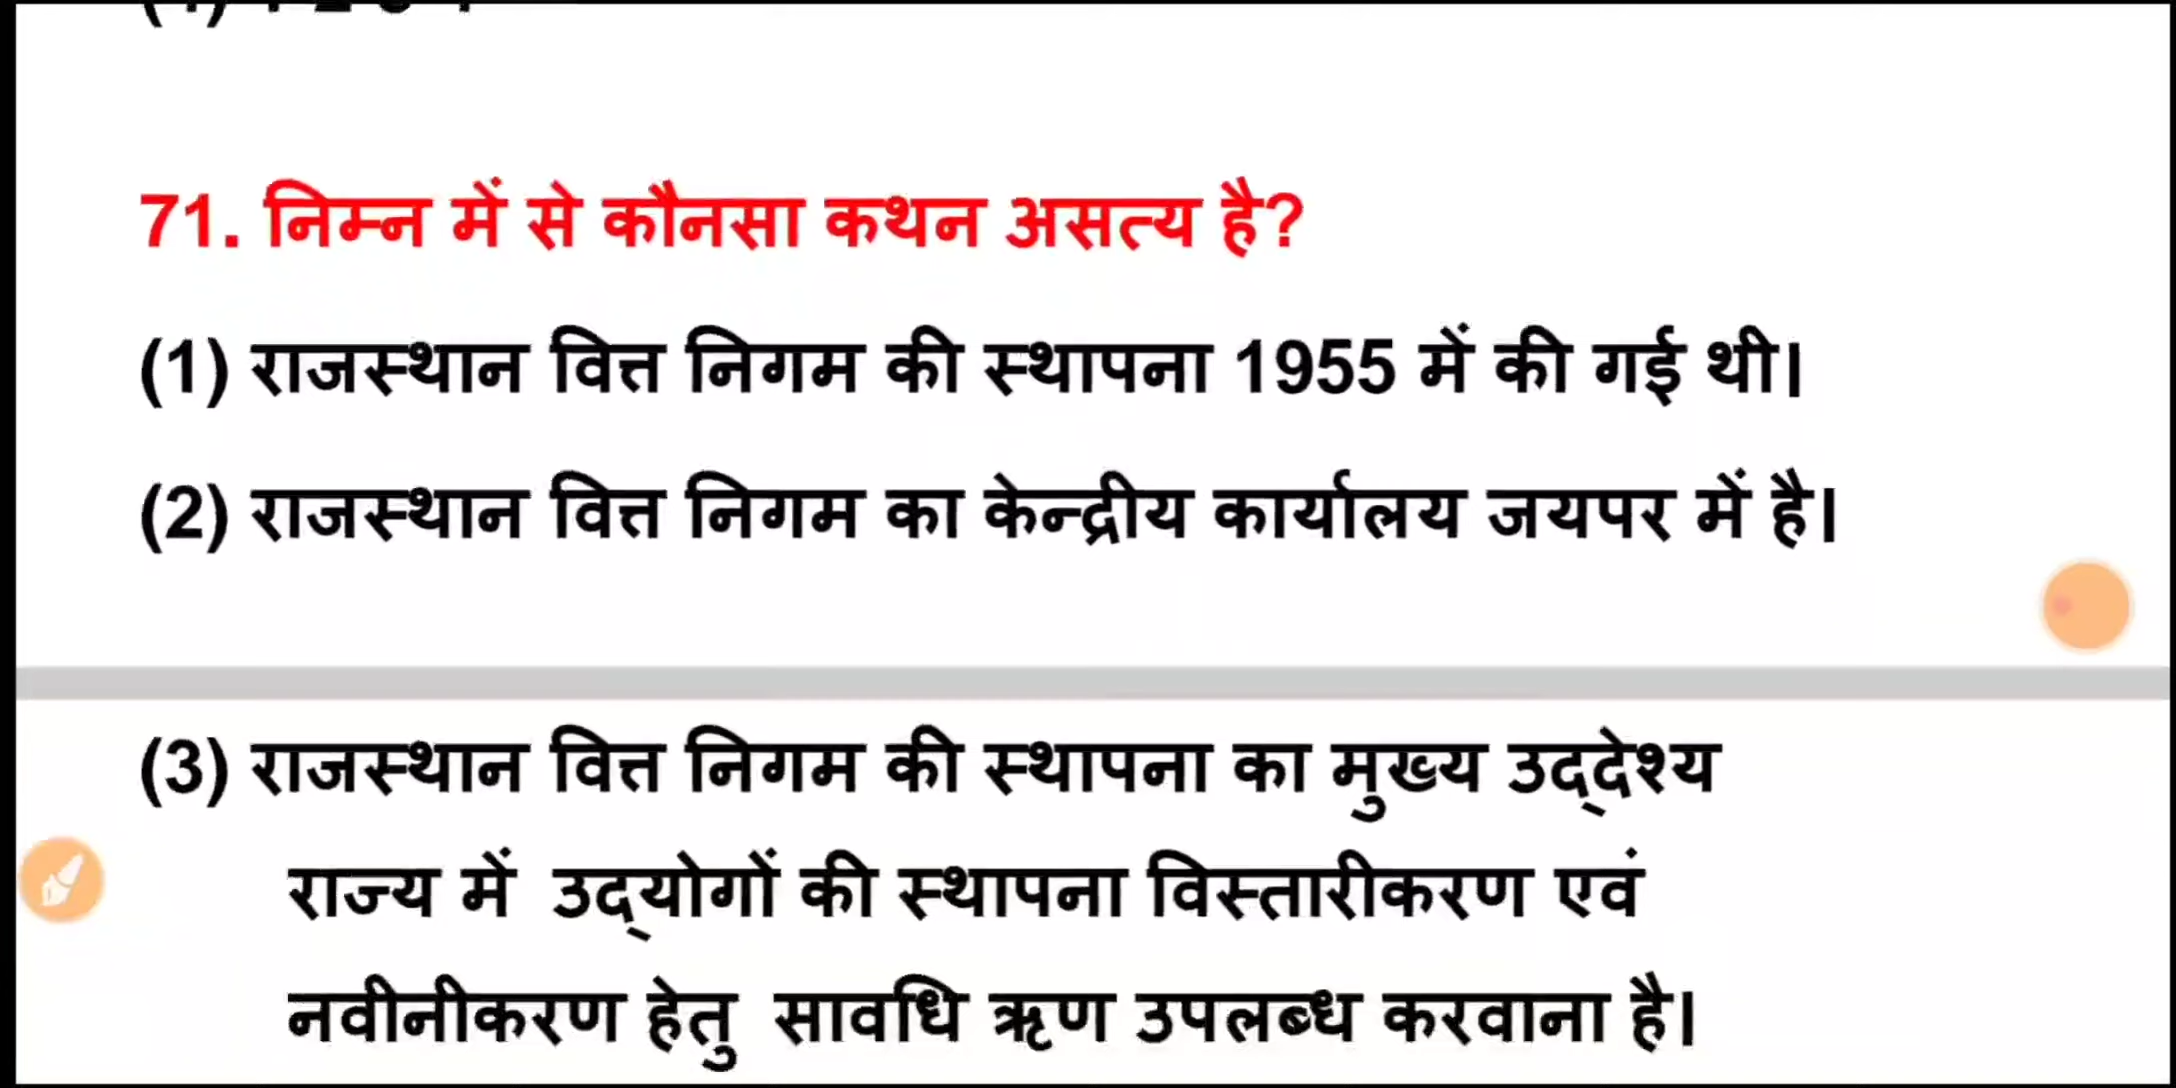 71. निम्न में से कौनसा कथन असत्य है?
(1) राजस्थान वित्त निगम की स्थापना 1955 में की गई थी।
(2) राजस्थान वित्त निगम का केन्द्रीय कार्यालय जयपर में है।
(3) राजस्थान वित्त निगम की स्थापना का मुख्य उद्देश्य
राज्य में उद्योगों की स्थापना विस्तारीकरण एवं
नवीनीकरण हेतु सावधि ऋण उपलब्ध करवाना है।